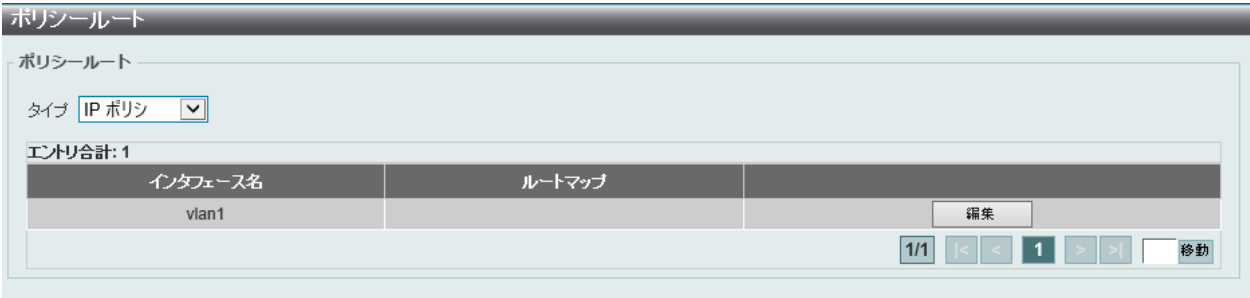 ポリシールート
ポリシールート
タイプ IP ポリシ
エントリ合計: 1
インタフェース名 ルートマップ
vlan1 編集
1/1 |< < 1 > >| 移動